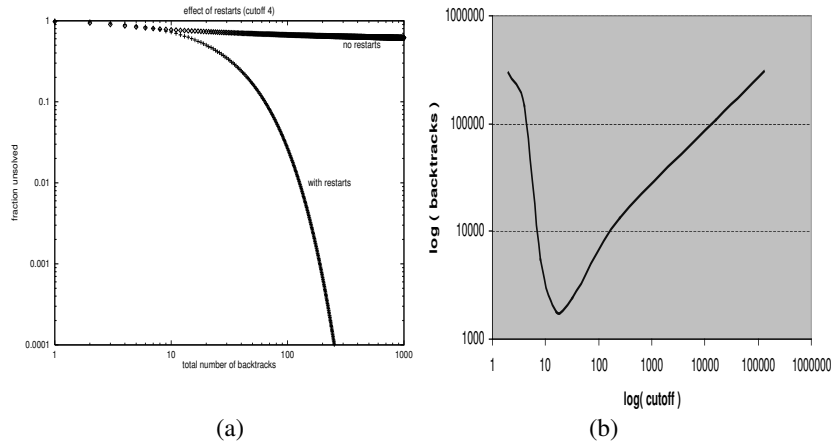 effect of restarts (cutoff 4)
1
0.1
0.01
0.001
0.0001
fraction unsolved
no restarts
with restarts
1
10
100
1000
total number of backtracks
(a)
1000000
100000
10000
1000
log ( backtracks )
1
10
100
1000
10000
100000
1000000
log( cutoff )
(b)